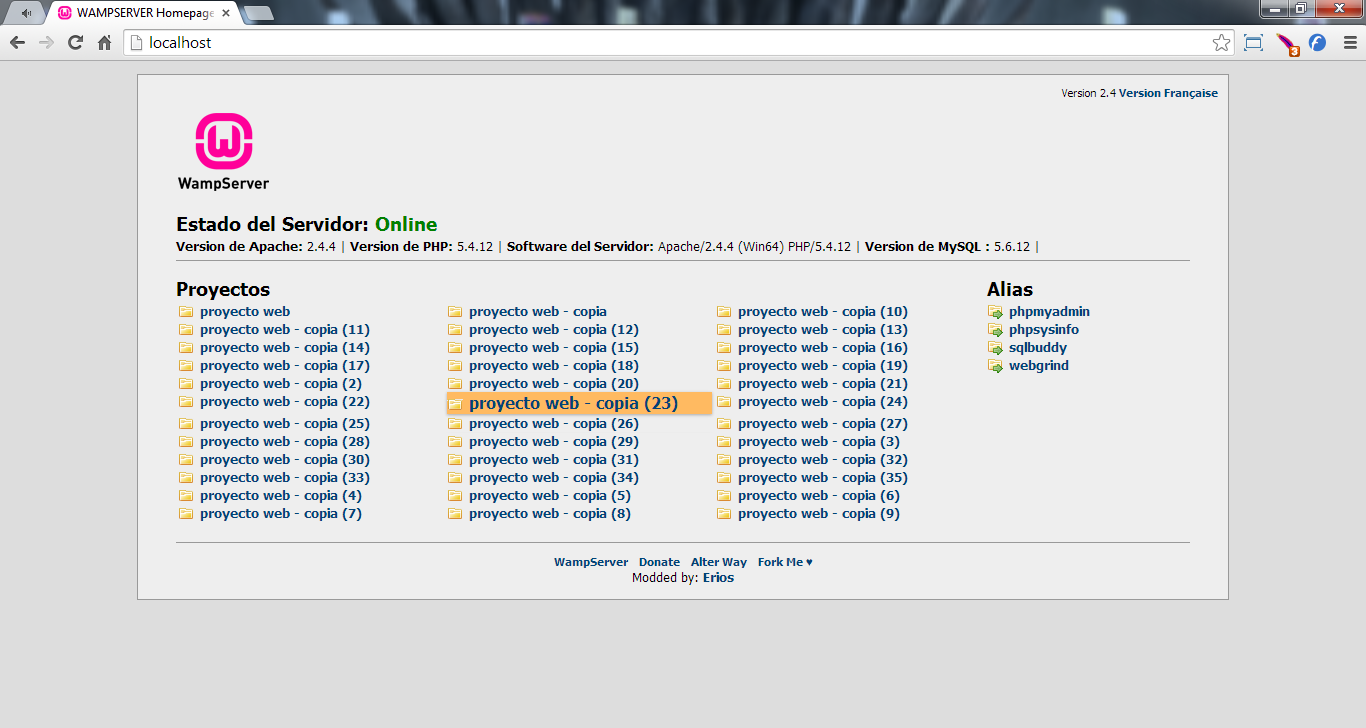 WAMPSERVER Homepage
localhost
3
Version 2.4 Version Française
WampServer
Estado del Servidor: Online
Version de Apache: 2.4.4 | Version de PHP: 5.4.12 | Software del Servidor: Apache/2.4.4 (Win64) PHP/5.4.12 | Version de MySQL : 5.6.12 |
Proyectos Alias
proyecto web proyecto web - copia proyecto web - copia (10) phpmyadmin
proyecto web - copia (11) proyecto web - copia (12) proyecto web - copia (13) phpsysinfo
proyecto web - copia (14) proyecto web - copia (15) proyecto web - copia (16) sqlbuddy
proyecto web - copia (17) proyecto web - copia (18) proyecto web - copia (19) webgrind
proyecto web - copia (2) proyecto web - copia (20) proyecto web - copia (21)
proyecto web - copia (22) proyecto web - copia (23) proyecto web - copia (24)
proyecto web - copia (25) proyecto web - copia (26) proyecto web - copia (27)
proyecto web - copia (28) proyecto web - copia (29) proyecto web - copia (3)
proyecto web - copia (30) proyecto web - copia (31) proyecto web - copia (32)
proyecto web - copia (33) proyecto web - copia (34) proyecto web - copia (35)
proyecto web - copia (4) proyecto web - copia (5) proyecto web - copia (6)
proyecto web - copia (7) proyecto web - copia (8) proyecto web - copia (9)
WampServer Donate Alter Way Fork Me ♥
Modded by: Erios